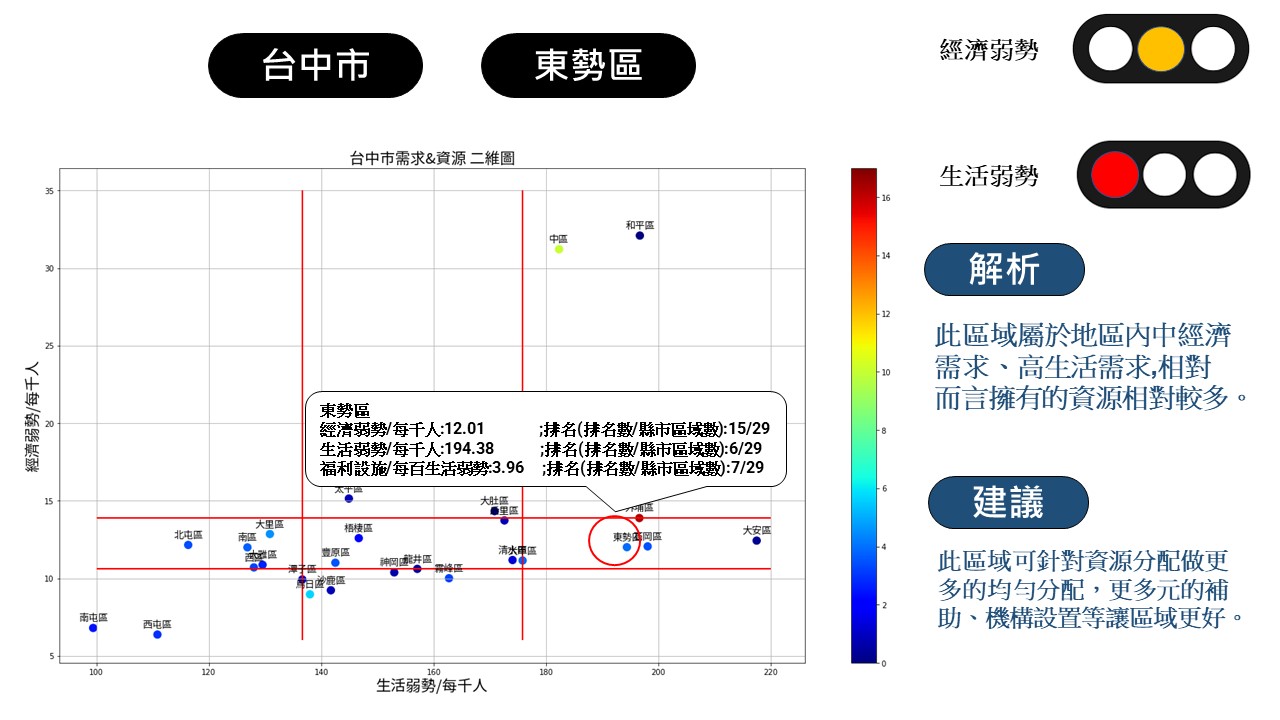 台中市
東勢區
經濟弱勢
生活弱勢
台中市需求&資源 二維圖
35
30
25
20
15
10
5
經濟弱勢/每千人
100
120
140
160
180
200
220
生活弱勢/每千人
16
14
12
10
8
6
4
2
0
中區
和平區
東勢區
經濟弱勢/每千人:12.01 ;排名(排名數/縣市區域數):15/29
生活弱勢/每千人:194.38 ;排名(排名數/縣市區域數):6/29
福利設施/每百生活弱勢:3.96 ;排名(排名數/縣市區域數):7/29
太平區
大肚區
大安區
北屯區
大里區
南區
梧棲區
豐原區
潭子區
烏日區
沙鹿區
神岡區
龍井區
霧峰區
清水區
東勢區
南屯區
西屯區
解析
此區域屬於地區內中經濟
需求、高生活需求,相對
而言擁有的資源相對較多。
建議
此區域可針對資源分配做更
多的均勻分配，更多元的補
助、機構設置等讓區域更好。